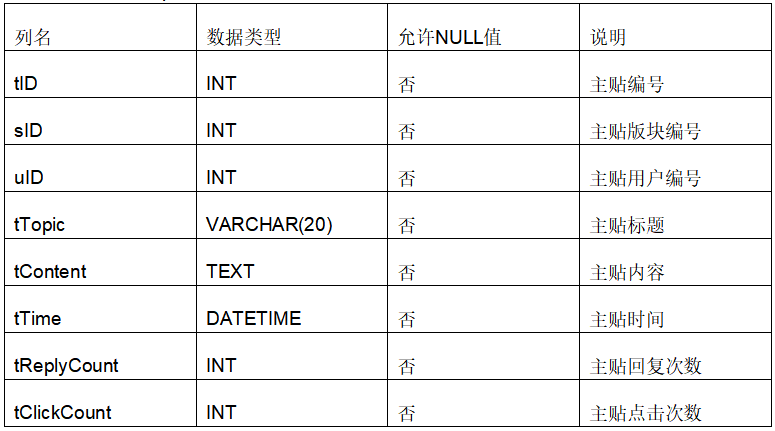 列名 数据类型 允许NULL值 说明
tID INT 否 主贴编号
sID INT 否 主贴版块编号
uID INT 否 主贴用户编号
tTopic VARCHAR(20) 否 主贴标题
tContent TEXT 否 主贴内容
tTime DATETIME 否 主贴时间
tReplyCount INT 否 主贴回复次数
tClickCount INT 否 主贴点击次数